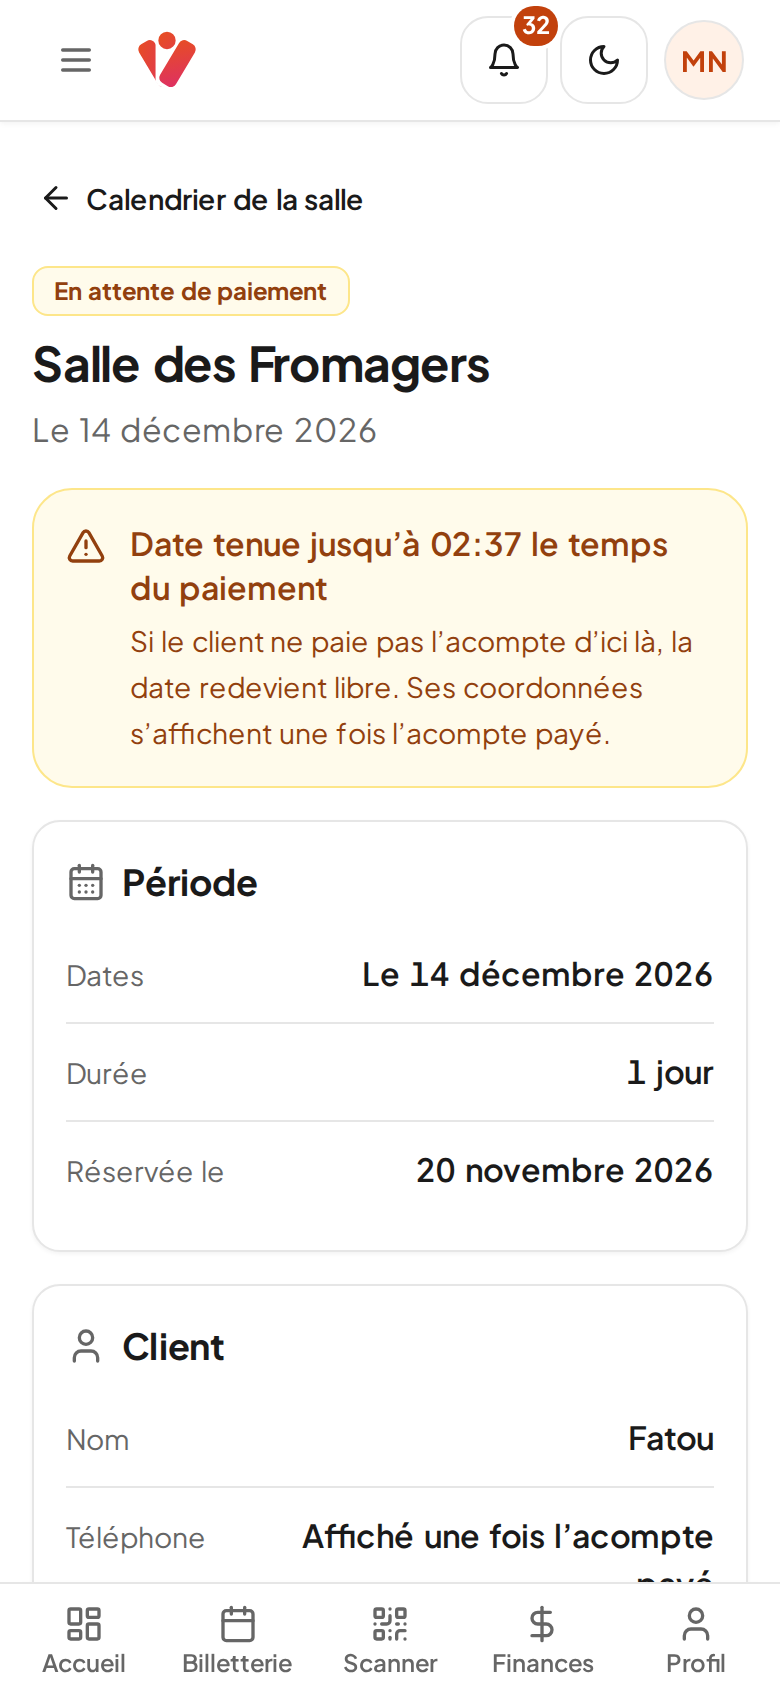 32
MN
Calendrier de la salle
En attente de paiement
Salle des Fromagers
Le 14 décembre 2026
Date tenue jusqu’à 02:37 le temps
du paiement
Si le client ne paie pas l’acompte d’ici là, la
date redevient libre. Ses coordonnées
s’affichent une fois l’acompte payé.
Période
Dates Le 14 décembre 2026
Durée 1 jour
Réservée le 20 novembre 2026
Client
Nom Fatou
Téléphone Affiché une fois l’acompte
payé
Accueil Billetterie Scanner Finances Profil